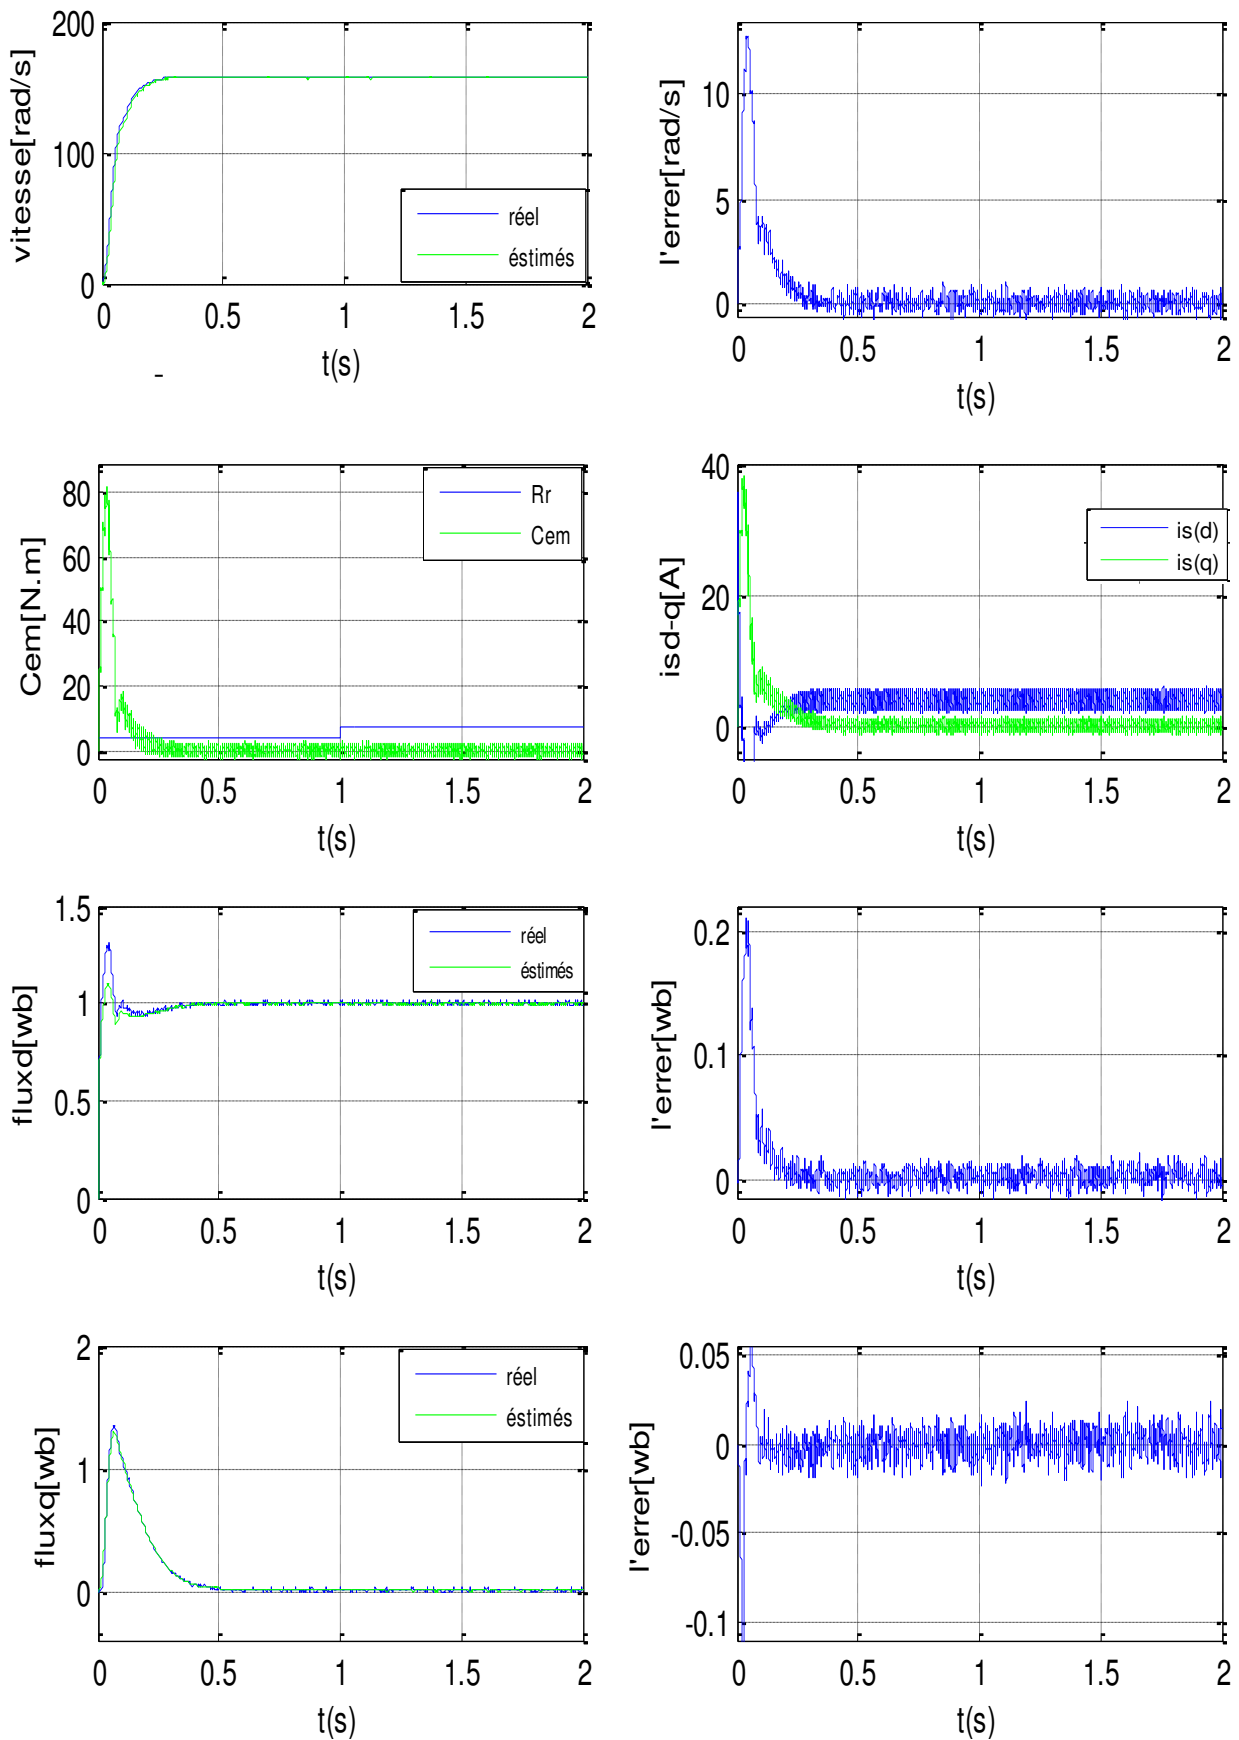 vitesse[rad/s]
200
100
0
0
0.5
1
1.5
2
t(s)
réel
éstimés
l'errer[rad/s]
10
5
0
0
0.5
1
1.5
2
t(s)
Cem[N.m]
80
60
40
20
0
0
0.5
1
1.5
2
t(s)
Rr
Cem
isd-q[A]
40
20
0
0
0.5
1
1.5
2
t(s)
is(d)
is(q)
fluxd[wb]
1.5
1
0.5
0
0
0.5
1
1.5
2
t(s)
réel
éstimés
l'errer[wb]
0.2
0.1
0
0
0.5
1
1.5
2
t(s)
fluxq[wb]
2
1
0
0
0.5
1
1.5
2
t(s)
réel
éstimés
l'errer[wb]
0.05
0
-0.05
-0.1
0
0.5
1
1.5
2
t(s)